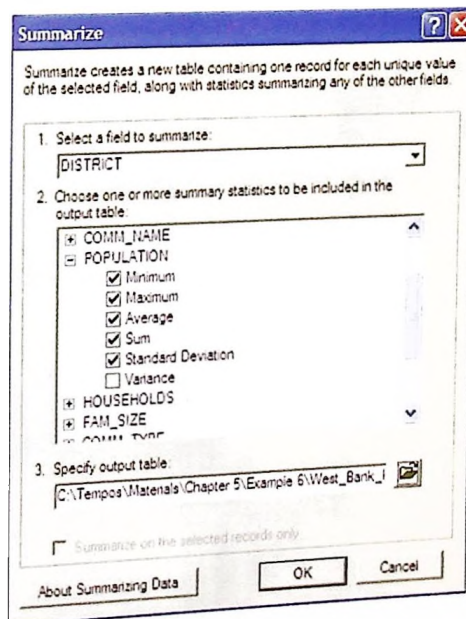 Summarize
Summarize creates a new table containing one record for each unique value
of the selected field, along with statistics summarizing any of the other fields.
1. Select a field to summarize:
DISTRICT
2. Choose one or more summary statistics to be included in the
output table:
COMM_NAME
POPULATION
Minimum
Maximum
Average
Sum
Standard Deviation
Variance
HOUSEHOLDS
FAM_SIZE
COMM_TYPE
3. Specify output table:
C:\Tempos\Materials\Chapter 5\Example 6\West_Bank_
Summarize on the selected records only
About Summarizing Data
OK
Cancel